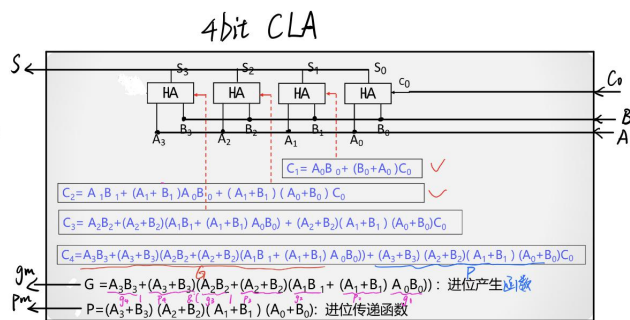 4bit CLA
S
S₃ S₂ S₁ S₀
HA HA HA HA C₀ C₀
B₃ B₂ B₁ B₀ B
A₃ A₂ A₁ A₀ A
C₁= A₀B₀+ (B₀+A₀)C₀
C₂= A₁B₁+ (A₁+ B₁)A₀B₀+ (A₁+B₁) (A₀+B₀) C₀
C₃= A₂B₂+(A₂+B₂)(A₁B₁+ (A₁+B₁) A₀B₀) + (A₂+B₂)(A₁+B₁) (A₀+B₀)C₀
C₄=A₃B₃+(A₃+B₃)(A₂B₂+(A₂+B₂)(A₁B₁+ (A₁+B₁) A₀B₀))+ (A₃+B₃) (A₂+B₂)(A₁+B₁) (A₀+B₀)C₀
G P
gm G =A₃B₃+(A₃+B₃)(A₂B₂+(A₂+B₂)(A₁B₁+ (A₁+B₁) A₀B₀)): 进位产生函数
Pm P=(A₃+B₃) (A₂+B₂)(A₁+B₁) (A₀+B₀): 进位传递函数